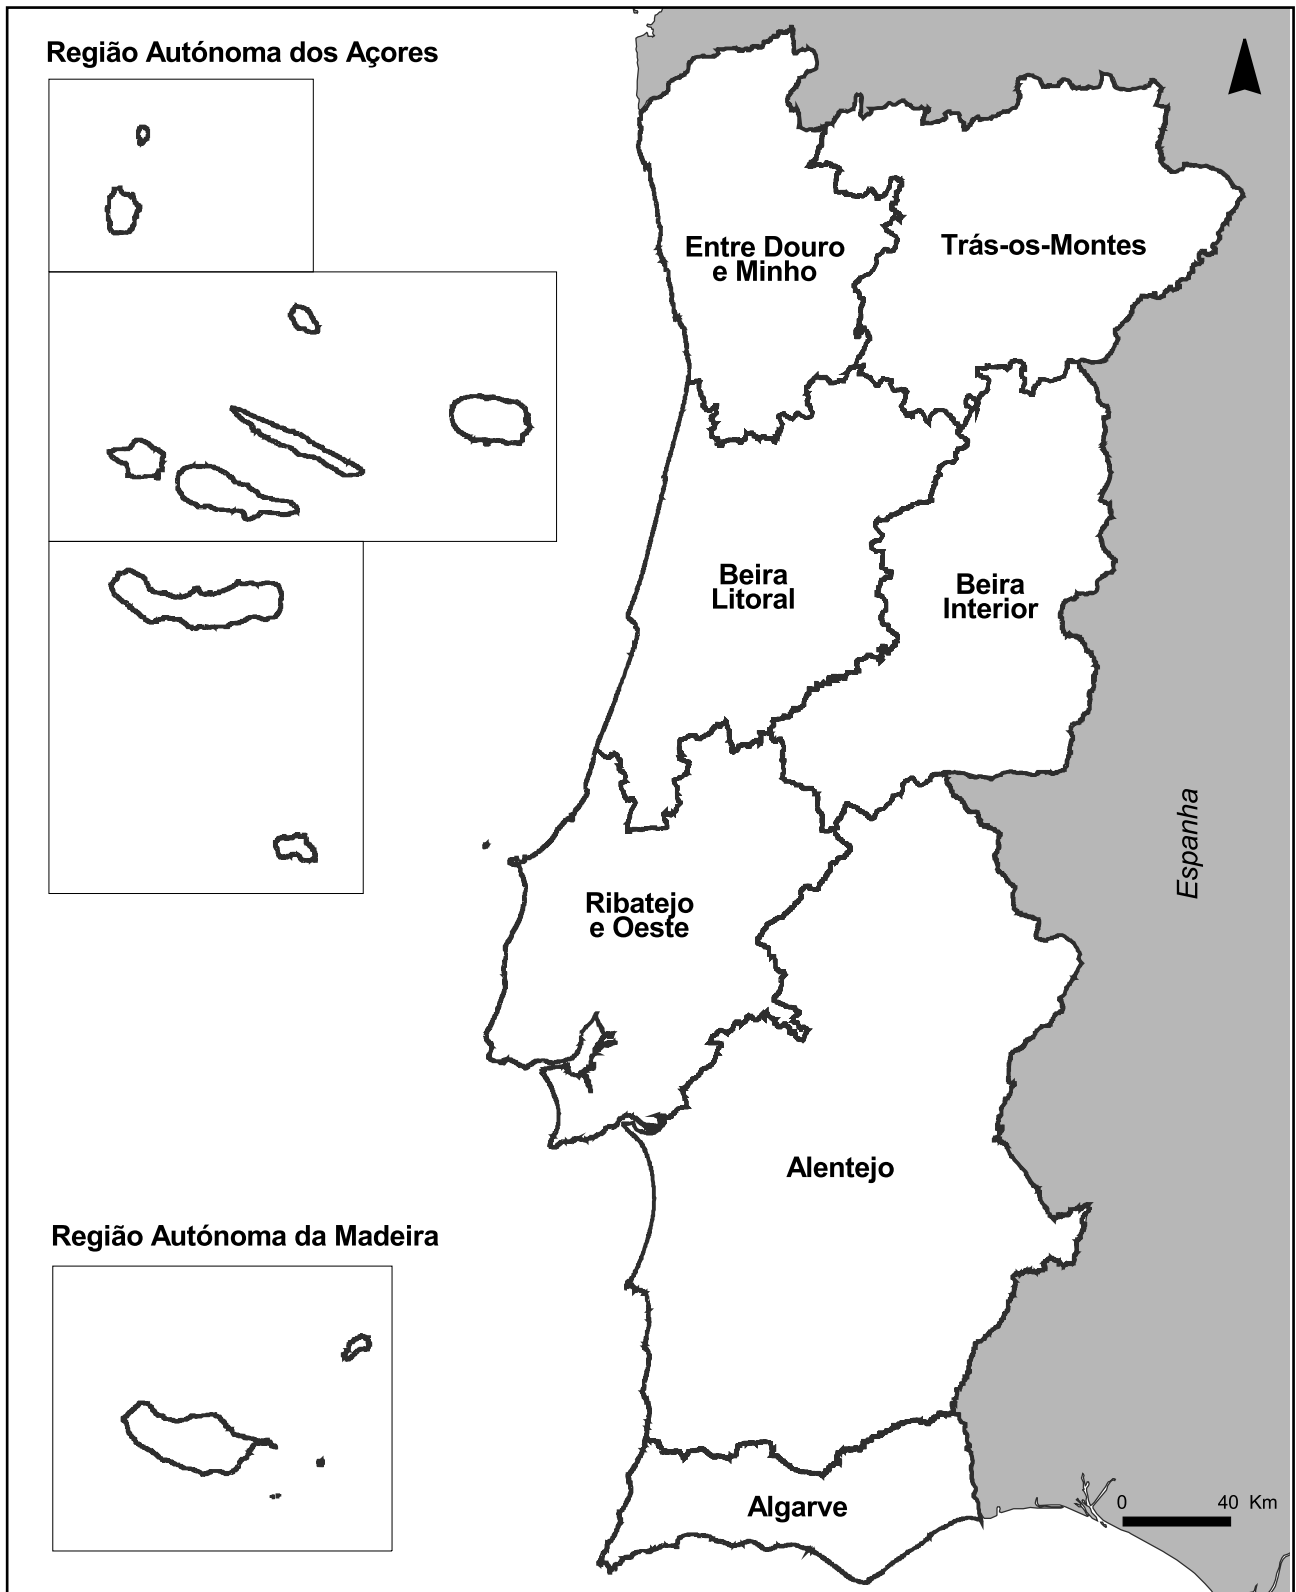 Região Autónoma dos Açores
Entre Douro
e Minho
Trás-os-Montes
Beira
Litoral
Beira
Interior
Espanha
Ribatejo
e Oeste
Alentejo
Região Autónoma da Madeira
Algarve
0 40 Km